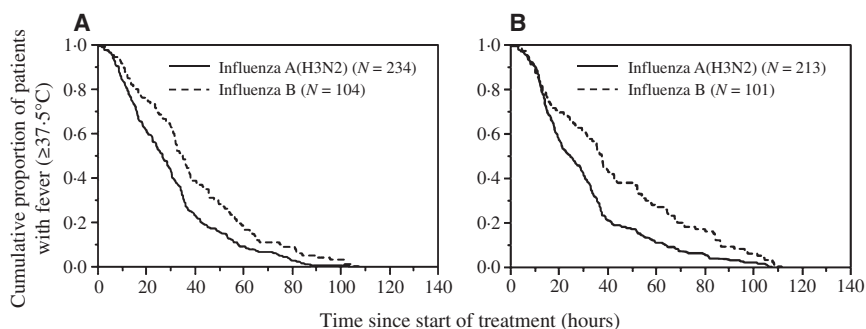 A
B
Cumulative proportion of patients
with fever (≥37·5°C)
1·0
0·8
0·6
0·4
0·2
0·0
Influenza A(H3N2) (N = 234)
Influenza B (N = 104)
0 20 40 60 80 100 120 140
1·0
0·8
0·6
0·4
0·2
0·0
Influenza A(H3N2) (N = 213)
Influenza B (N = 101)
0 20 40 60 80 100 120 140
Time since start of treatment (hours)